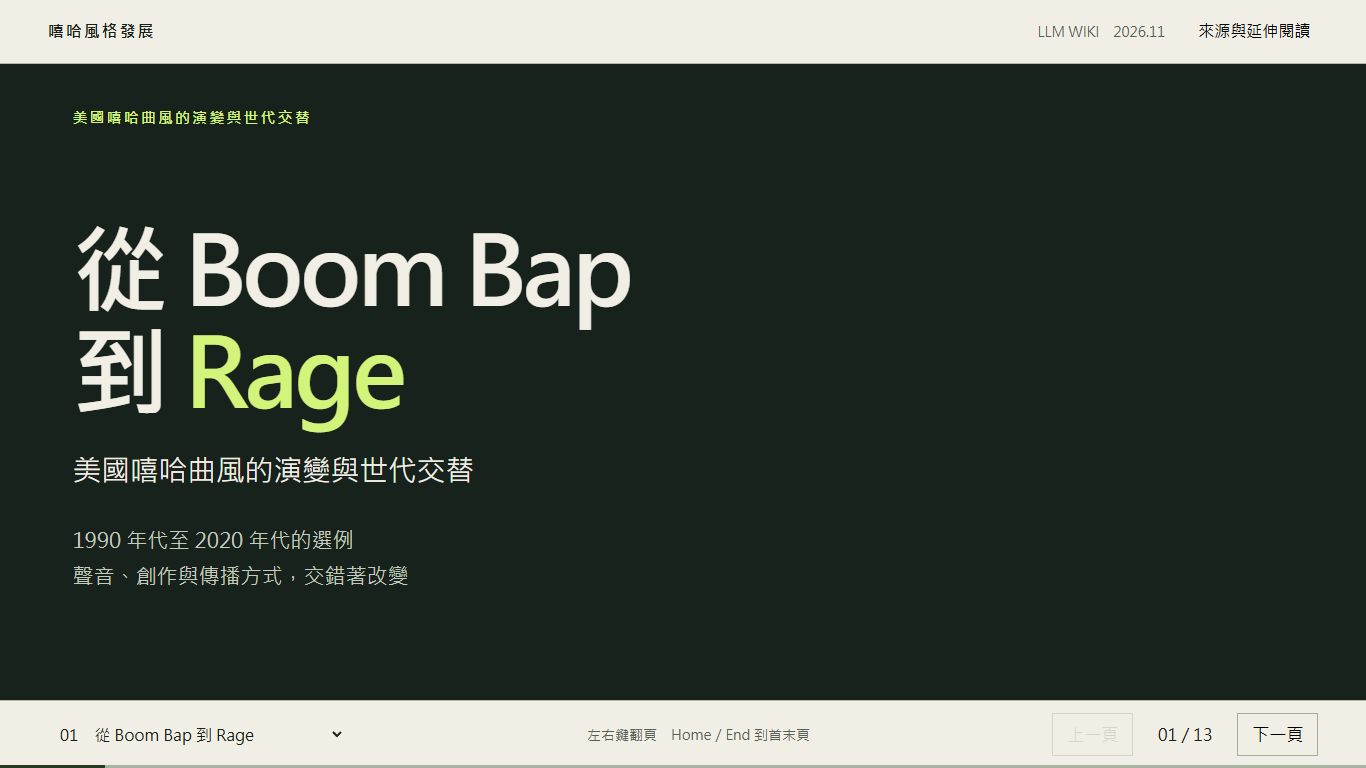 嘻哈風格發展
LLM WIKI 2026.11 來源與延伸閱讀
美國嘻哈曲風的演變與世代交替
從 Boom Bap
到 Rage
美國嘻哈曲風的演變與世代交替
1990 年代至 2020 年代的選例
聲音、創作與傳播方式，交錯著改變
01 從 Boom Bap 到 Rage
左右鍵翻頁 Home / End 到首末頁
上一頁
01 / 13
下一頁